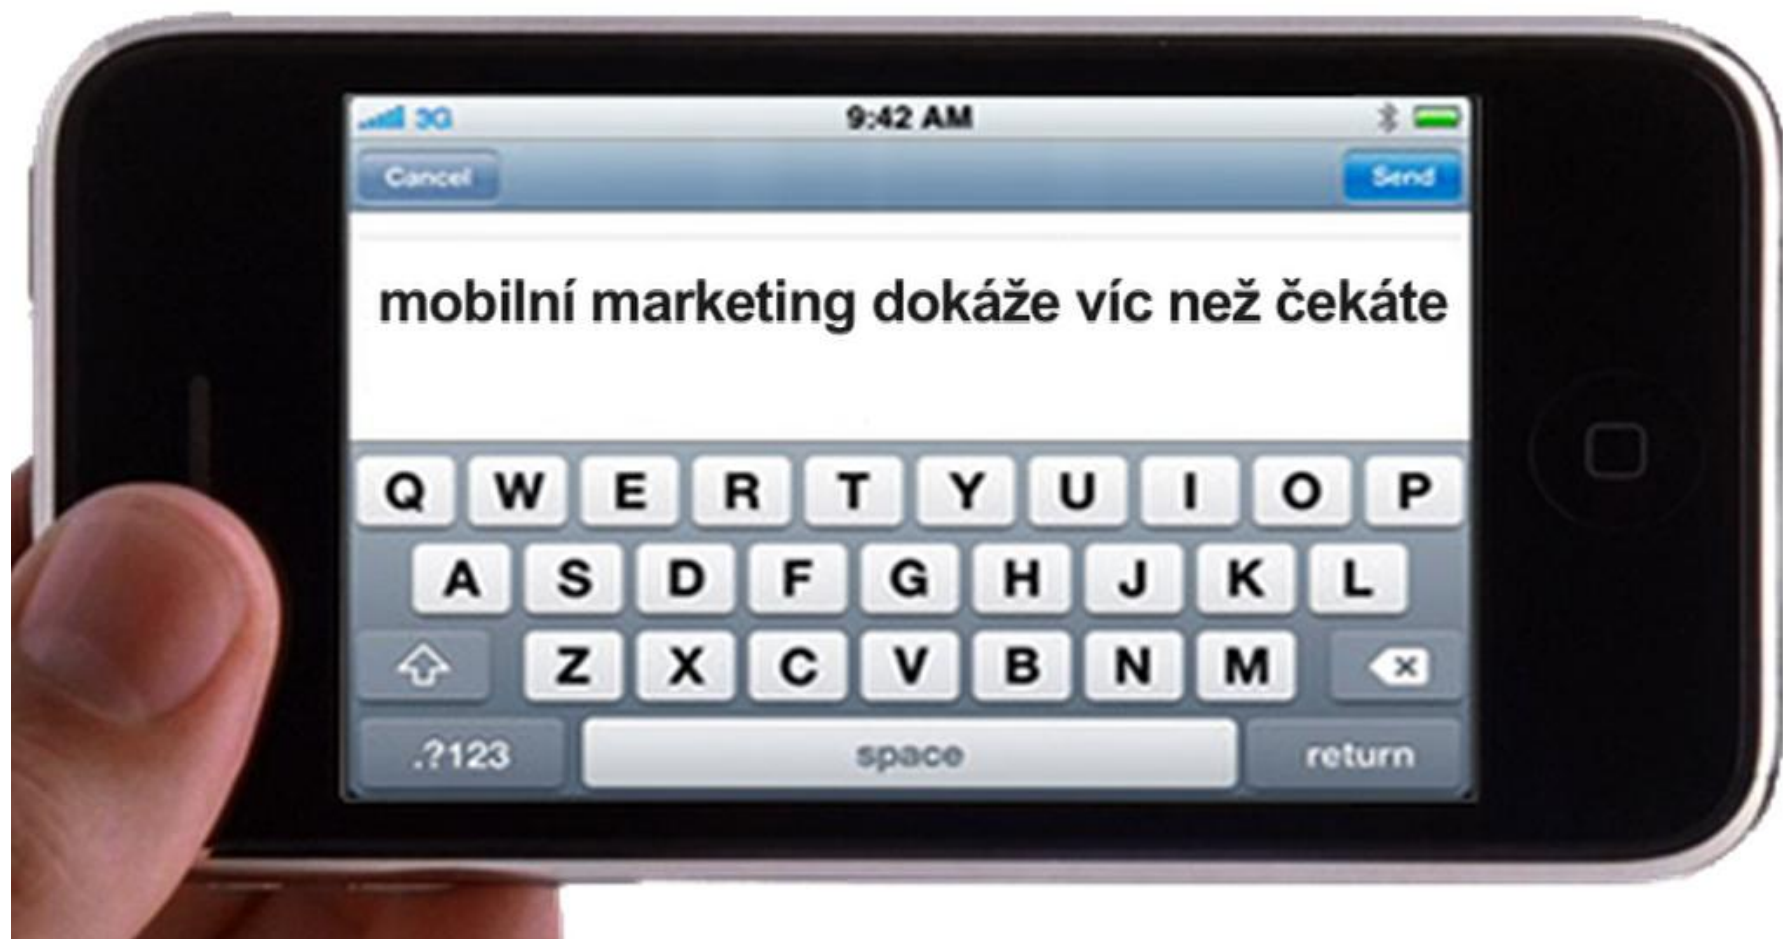 3G 9:42 AM
Cancel Send
mobilní marketing dokáže víc než čekáte
Q W E R T Y U I O P
A S D F G H J K L
Z X C V B N M
.?123 space return